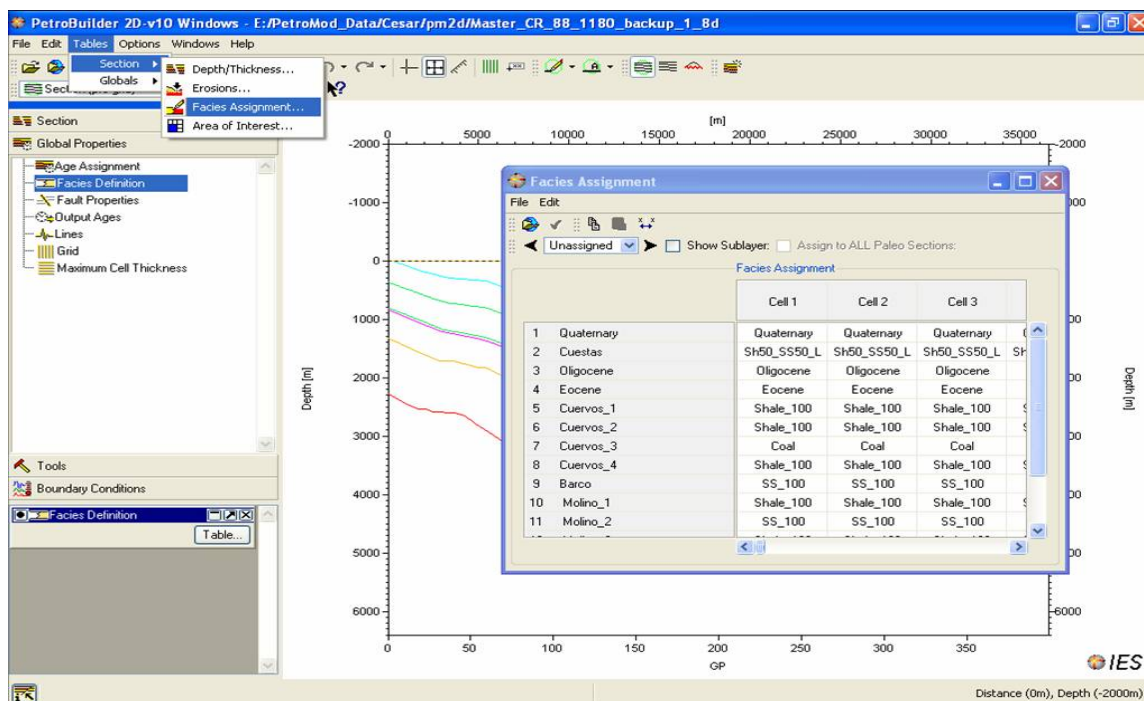 PetroBuilder 2D-v10 Windows - E:/PetroMod_Data/Cesar/pm2d/Master_CR_88_1180_backup_1_8d
File Edit Tables Options Windows Help
Section
Globals
Depth/Thickness...
Erosions...
Facies Assignment...
Area of Interest...
Section
Global Properties
Age Assignment
Facies Definition
Fault Properties
Output Ages
Lines
Grid
Maximum Cell Thickness
Tools
Boundary Conditions
Facies Definition
Table...
[m]
0 5000 10000 15000 20000 25000 30000 35000
-2000 -2000
-1000
0
1000
2000
3000
4000
5000
6000 6000
Depth [m]
Depth [m]
0 50 100 150 200 250 300 350
GP
Facies Assignment
File Edit
Unassigned Show Sublayer: Assign to ALL Paleo Sections:
Facies Assignment
Cell 1 Cell 2 Cell 3
1 Quaternary Quaternary Quaternary Quaternary
2 Cuestas Sh50_SS50_L Sh50_SS50_L Sh50_SS50_L Sh
3 Oligocene Oligocene Oligocene Oligocene
4 Eocene Eocene Eocene Eocene
5 Cuervos_1 Shale_100 Shale_100 Shale_100
6 Cuervos_2 Shale_100 Shale_100 Shale_100
7 Cuervos_3 Coal Coal Coal
8 Cuervos_4 Shale_100 Shale_100 Shale_100
9 Barco SS_100 SS_100 SS_100
10 Molino_1 Shale_100 Shale_100 Shale_100
11 Molino_2 SS_100 SS_100 SS_100
IES
Distance (0m), Depth (-2000m)